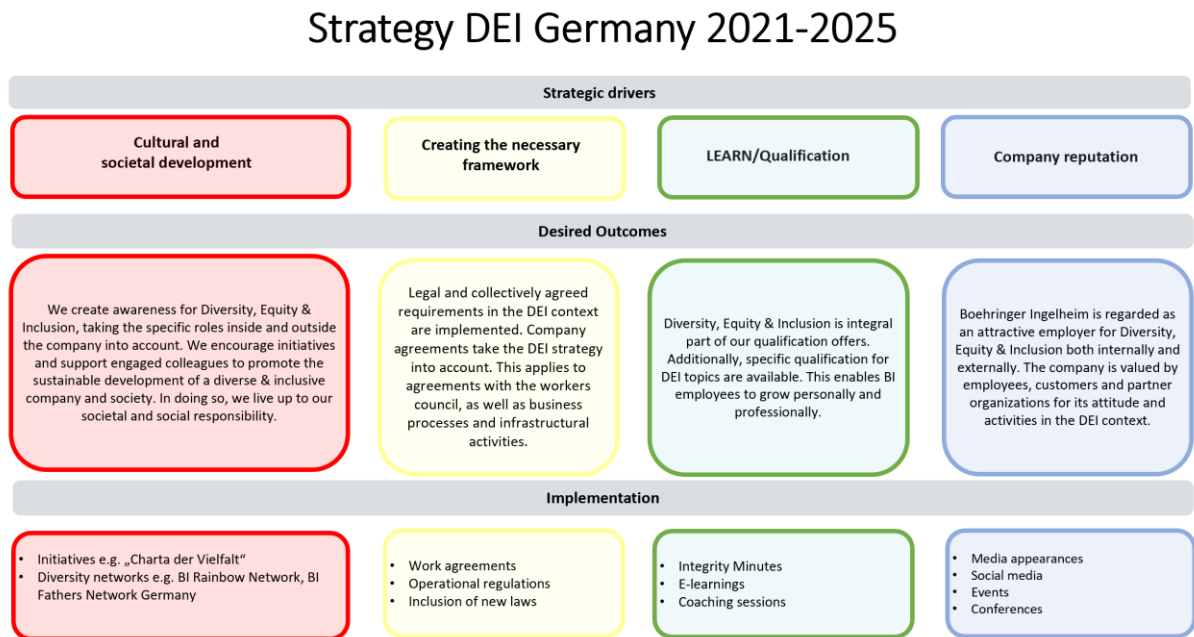 Strategy DEI Germany 2021-2025
Strategic drivers
Cultural and
societal development
Creating the necessary
framework
LEARN/Qualification
Company reputation
Desired Outcomes
We create awareness for Diversity, Equity &
Inclusion, taking the specific roles inside and outside
the company into account. We encourage initiatives
and support engaged colleagues to promote the
sustainable development of a diverse & inclusive
company and society. In doing so, we live up to our
societal and social responsibility.
Legal and collectively agreed
requirements in the DEI context
are implemented. Company
agreements take the DEI strategy
into account. This applies to
agreements with the workers
council, as well as business
processes and infrastructural
activities.
Diversity, Equity & Inclusion is integral
part of our qualification offers.
Additionally, specific qualification for
DEI topics are available. This enables BI
employees to grow personally and
professionally.
Boehringer Ingelheim is regarded as
an attractive employer for Diversity,
Equity & Inclusion both internally and
externally. The company is valued by
employees, customers and partner
organizations for its attitude and
activities in the DEI context.
Implementation
• Initiatives e.g. „Charta der Vielfalt“
• Diversity networks e.g. BI Rainbow Network, BI
Fathers Network Germany
• Work agreements
• Operational regulations
• Inclusion of new laws
• Integrity Minutes
• E-learnings
• Coaching sessions
• Media appearances
• Social media
• Events
• Conferences